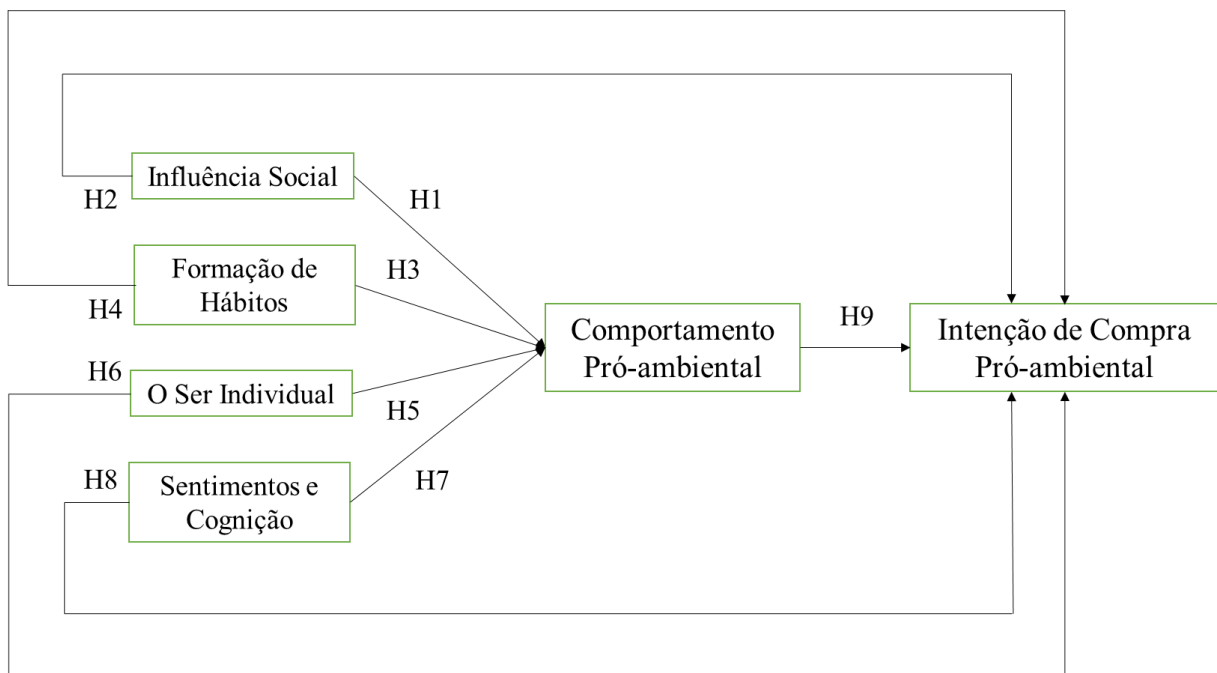 Influência Social
H2
H1
Formação de
Hábitos
H3
H4
Comportamento
Pró-ambiental
H9
Intenção de Compra
Pró-ambiental
H6
O Ser Individual
H5
H8
Sentimentos e
Cognição
H7